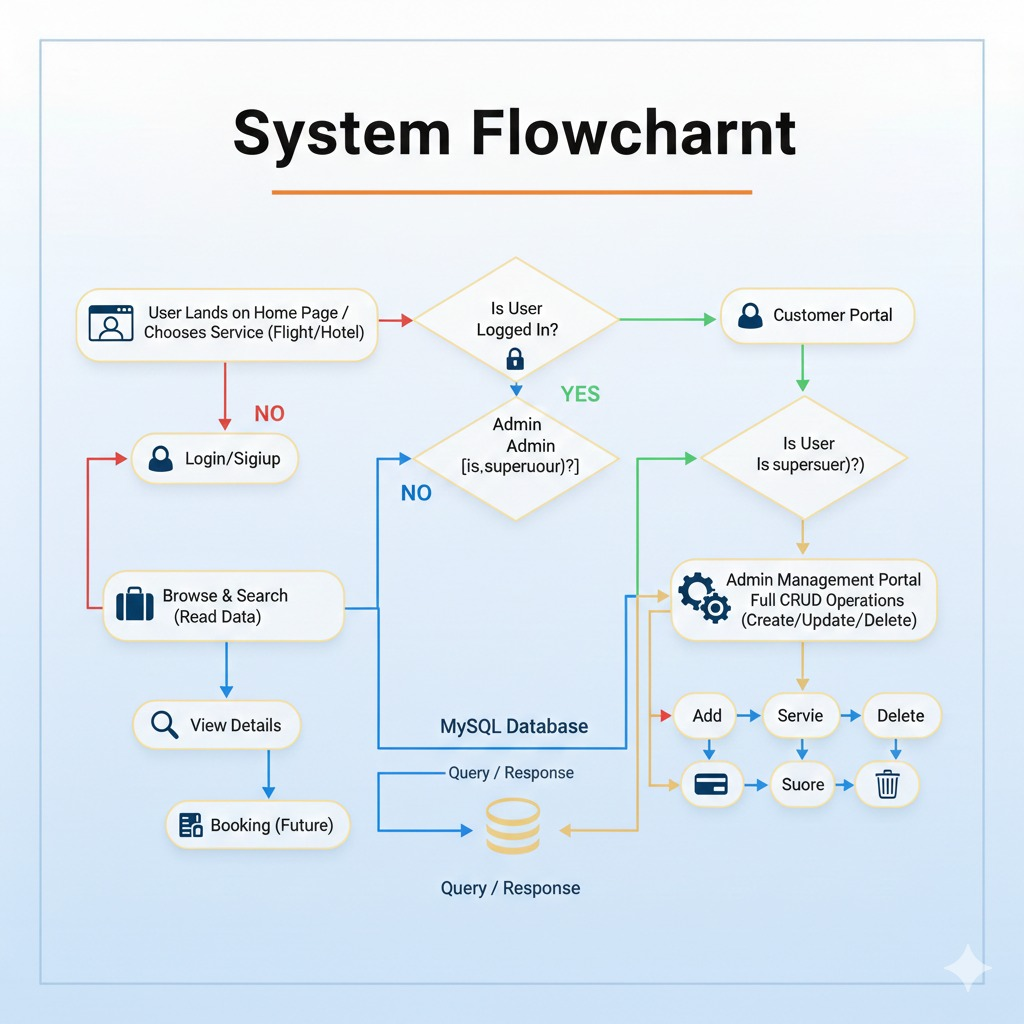 System Flowcharnt
User Lands on Home Page /
Chooses Service (Flight/Hotel)
Is User
Logged In?
Customer Portal
NO
YES
Login/Sigiup
Admin
Admin
[is,superuour)?]
NO
Is User
Is supersuer)?)
Browse & Search
(Read Data)
Admin Management Portal
Full CRUD Operations
(Create/Update/Delete)
View Details
MySQL Database
Add
Servie
Delete
Query / Response
Suore
Booking (Future)
Query / Response